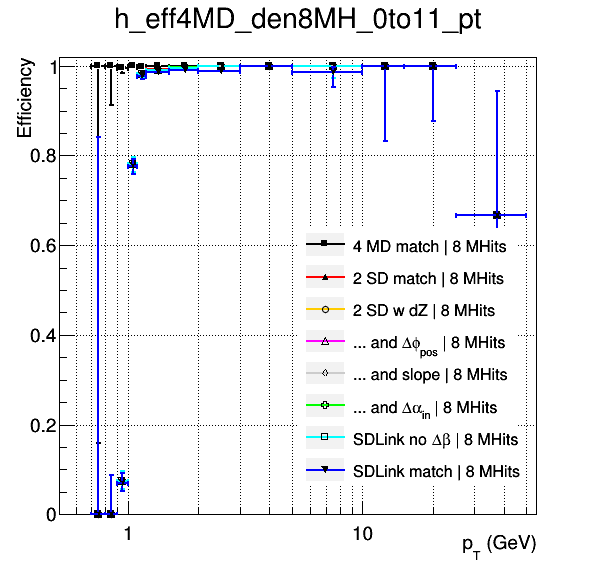 h_eff4MD_den8MH_0to11_pt
Efficiency
1
0.8
0.6
0.4
0.2
0
4 MD match | 8 MHits
2 SD match | 8 MHits
2 SD w dZ | 8 MHits
... and Δϕpos | 8 MHits
... and slope | 8 MHits
... and Δαin | 8 MHits
SDLink no Δβ | 8 MHits
SDLink match | 8 MHits
1 10
pT (GeV)